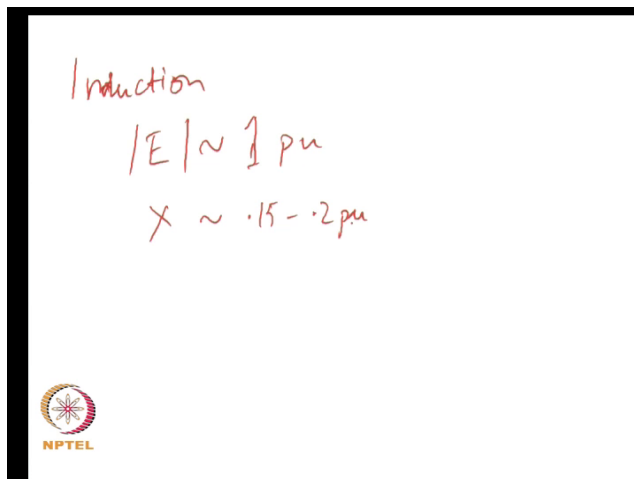 Induction
|E| ~ 1 pu
X ~ .15 - .2 pu
NPTEL